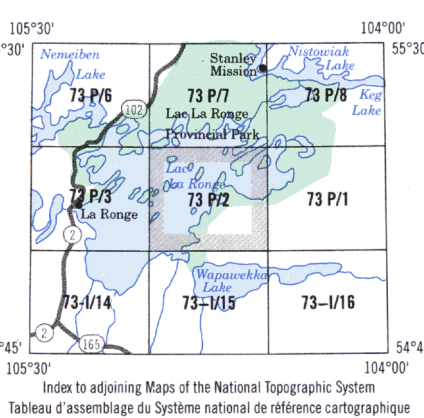 105°30'
104°00'
°30'
55°30
Nemeiben
Lake
Stanley
Mission
Nistowiak
Lake
73 P/6
73 P/7
73 P/8
102
Keg
Lake
Lac La Ronge
Provincial Park
Lac
La Ronge
73 P/3
73 P/2
73 P/1
La Ronge
2
Wapawekka
Lake
73-I/14
73-I/15
73-I/16
2
165
°45'
54°4
105°30'
104°00'
Index to adjoining Maps of the National Topographic System
Tableau d'assemblage du Système national de référence cartographique